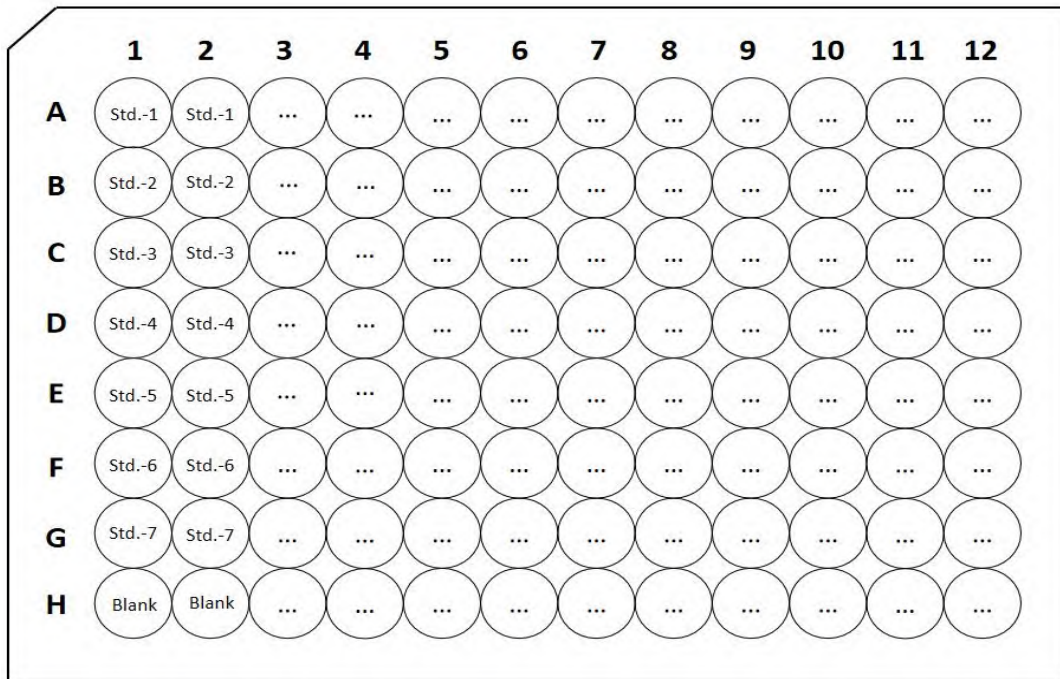 1 2 3 4 5 6 7 8 9 10 11 12
A Std.-1 Std.-1 ... ... ... ... ... ... ... ... ... ...
B Std.-2 Std.-2 ... ... ... ... ... ... ... ... ... ...
C Std.-3 Std.-3 ... ... ... ... ... ... ... ... ... ...
D Std.-4 Std.-4 ... ... ... ... ... ... ... ... ... ...
E Std.-5 Std.-5 ... ... ... ... ... ... ... ... ... ...
F Std.-6 Std.-6 ... ... ... ... ... ... ... ... ... ...
G Std.-7 Std.-7 ... ... ... ... ... ... ... ... ... ...
H Blank Blank ... ... ... ... ... ... ... ... ... ...